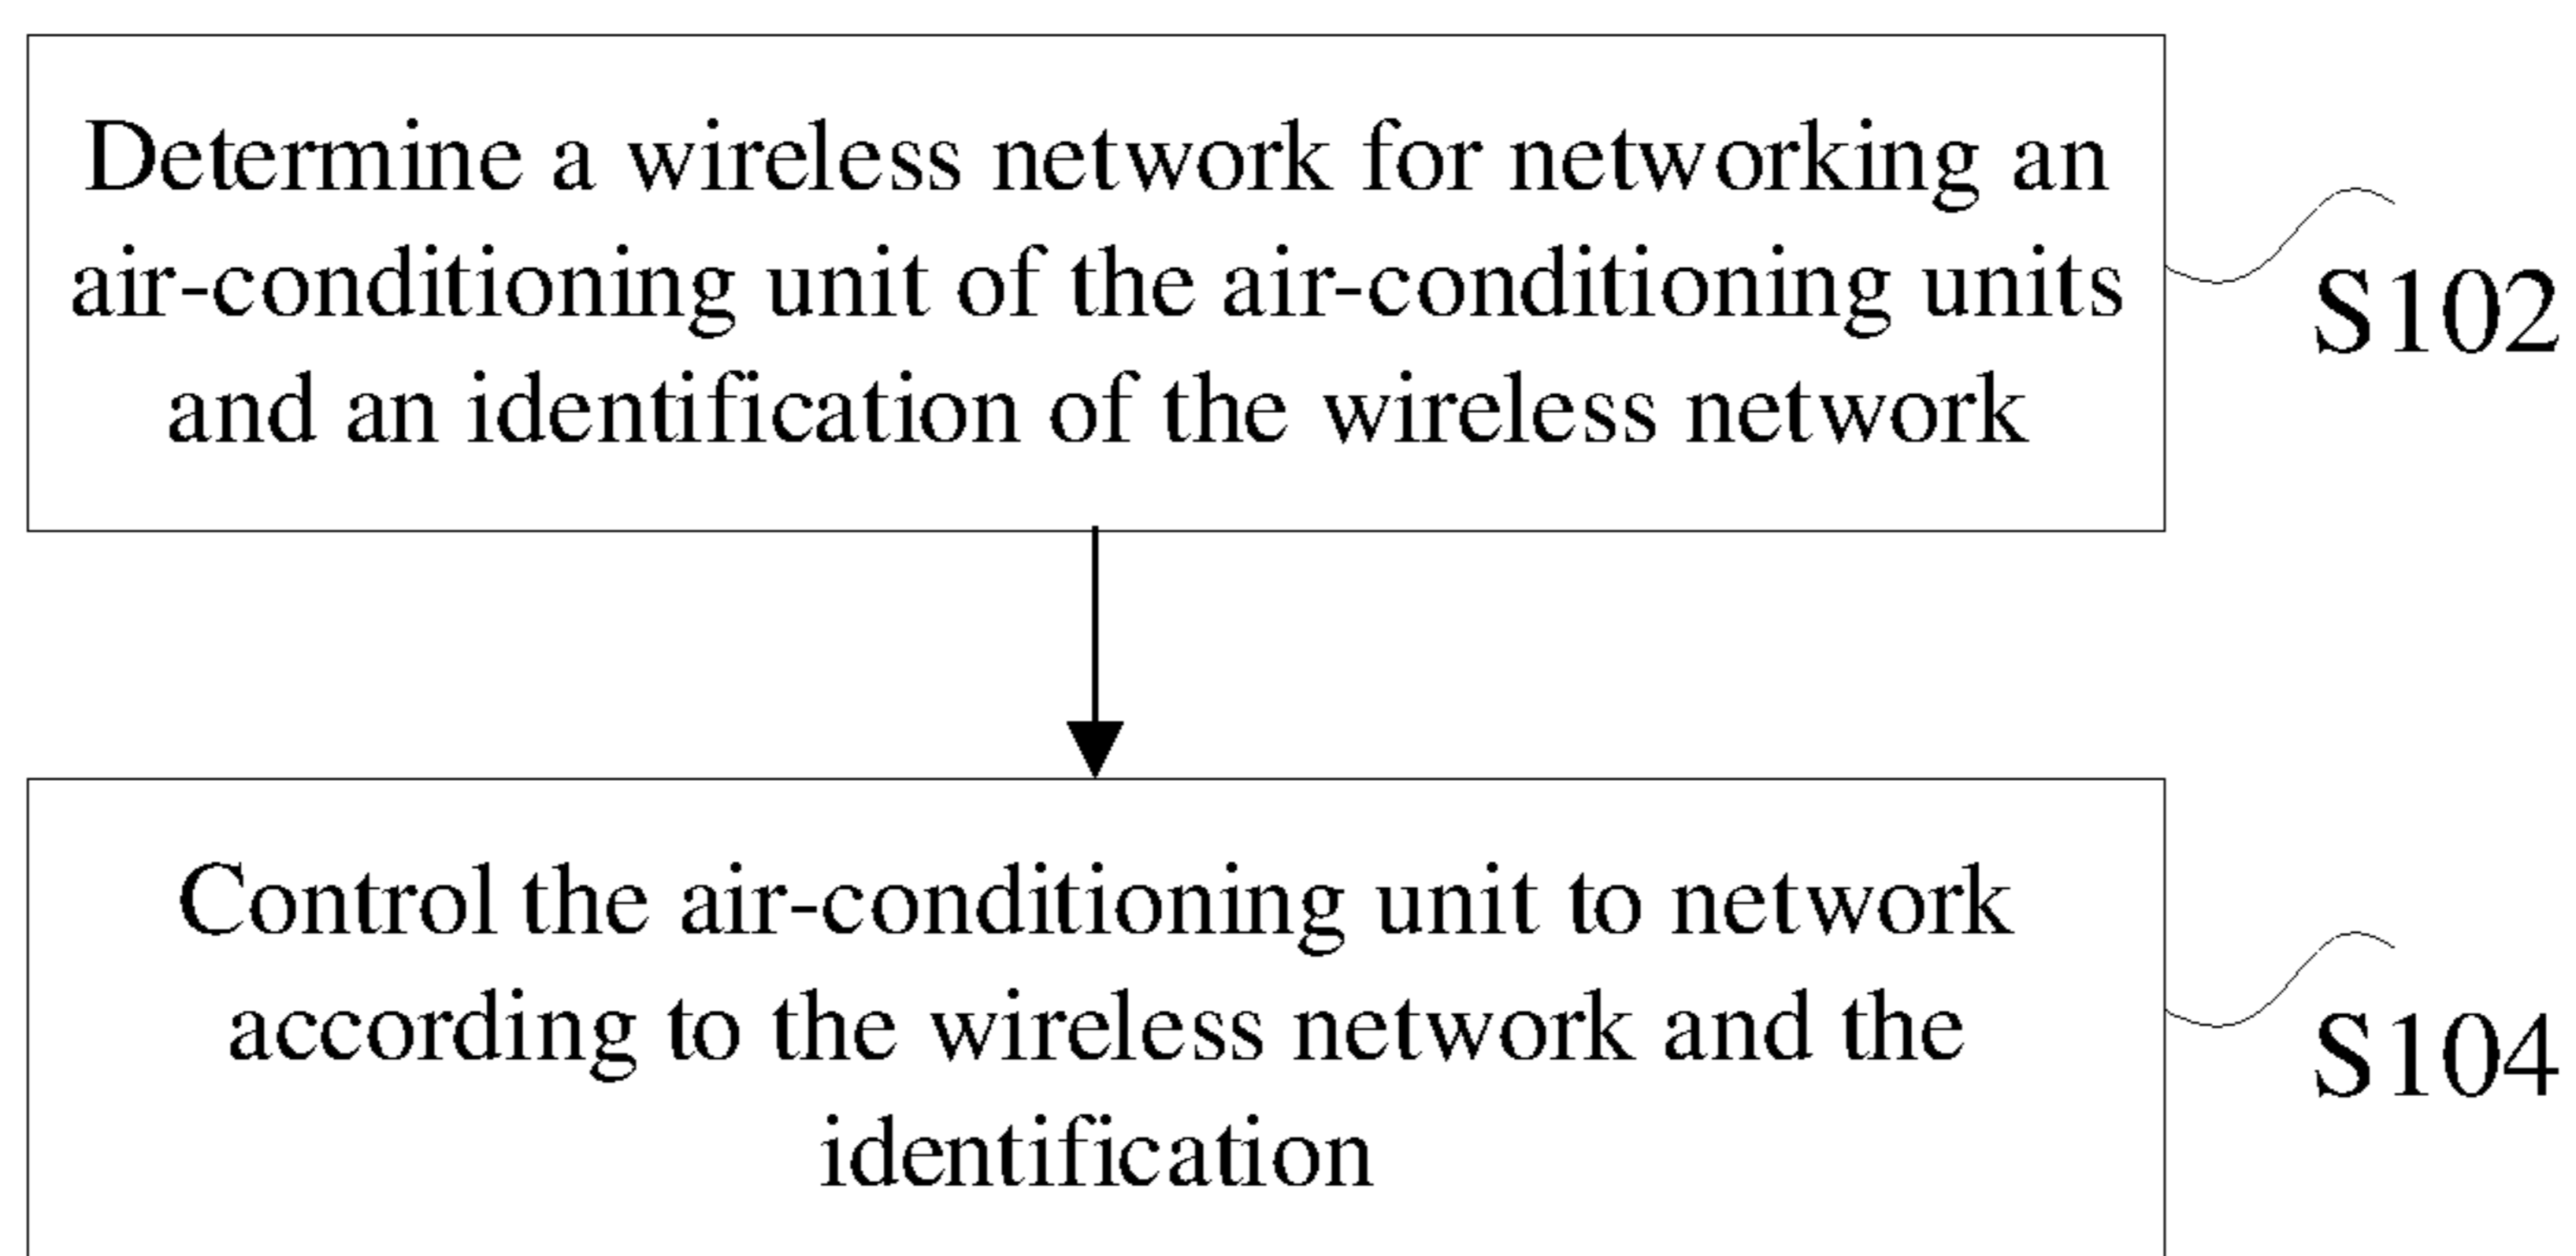 Determine a wireless network for networking an
air-conditioning unit of the air-conditioning units
and an identification of the wireless network
S102
Control the air-conditioning unit to network
according to the wireless network and the
identification
S104